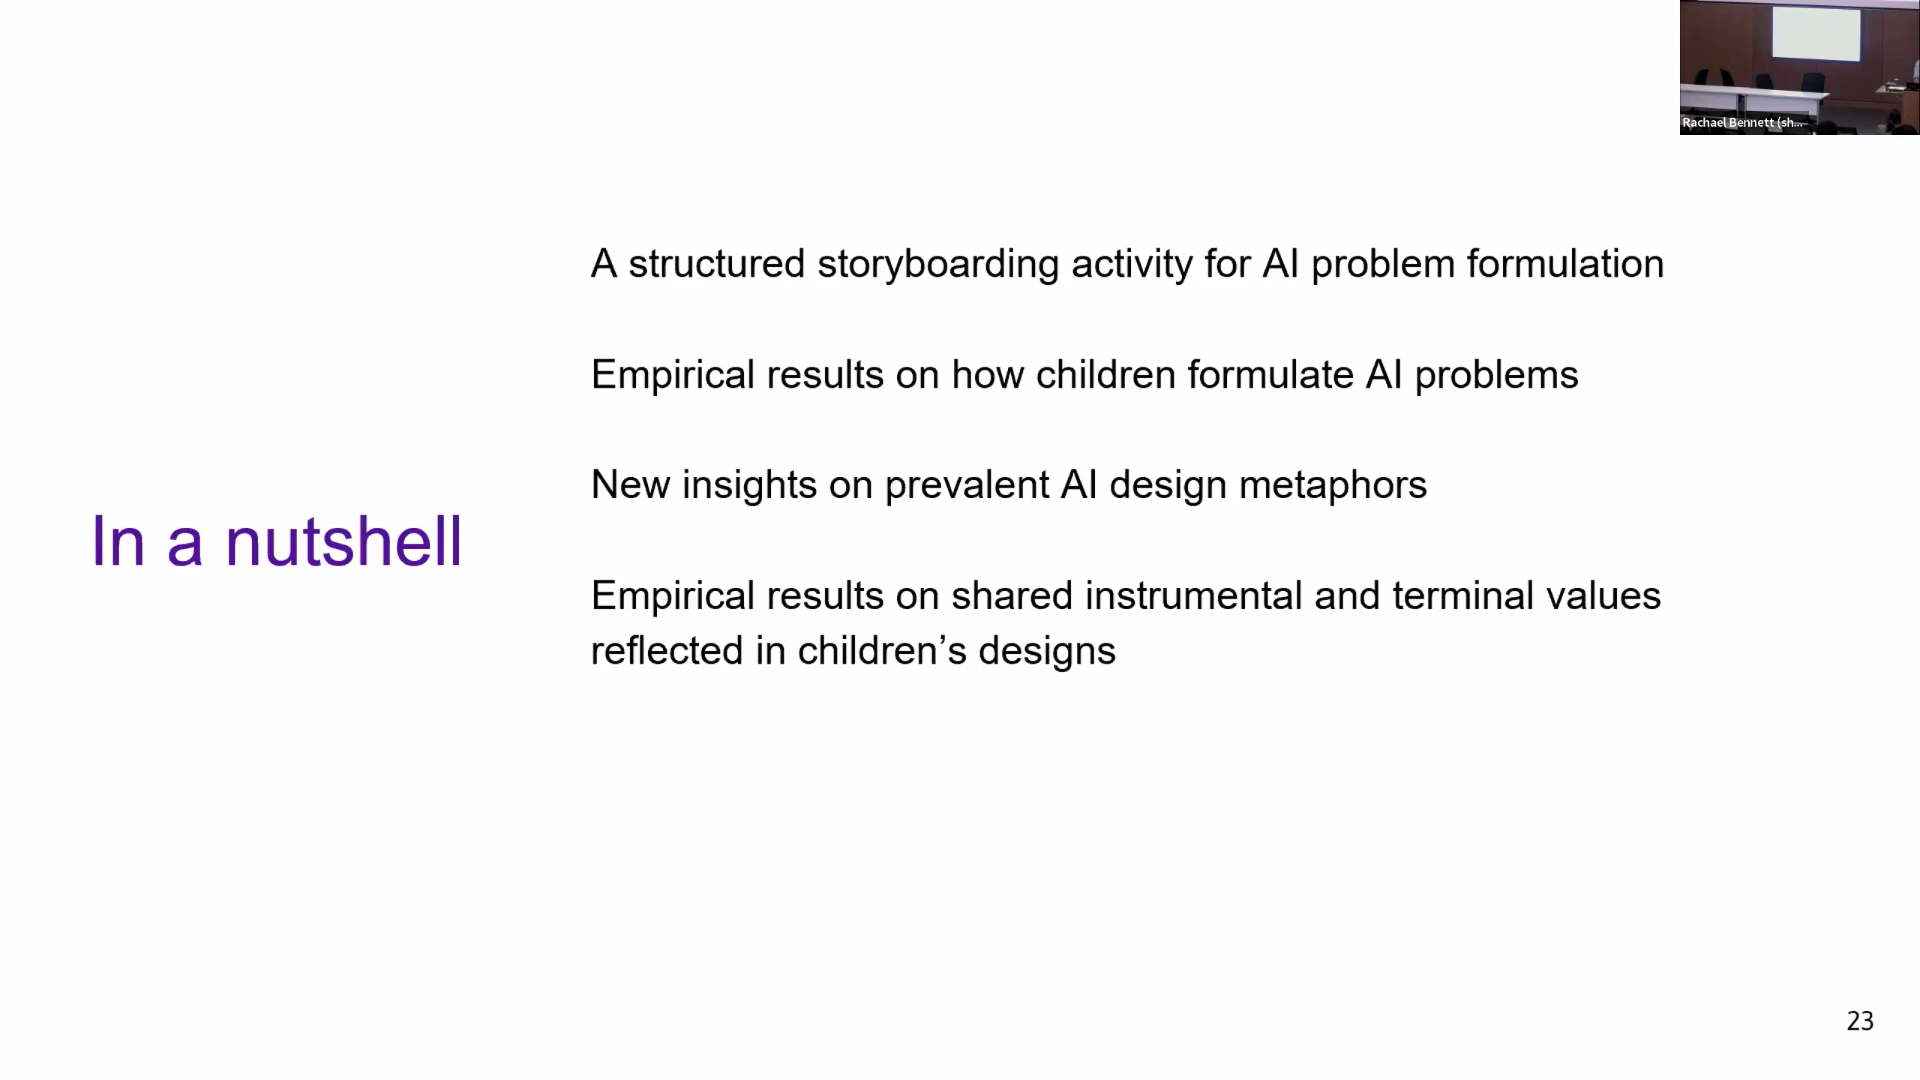 Rachael Bennett (sh...
A structured storyboarding activity for AI problem formulation
Empirical results on how children formulate AI problems
New insights on prevalent AI design metaphors
In a nutshell
Empirical results on shared instrumental and terminal values
reflected in children’s designs
23